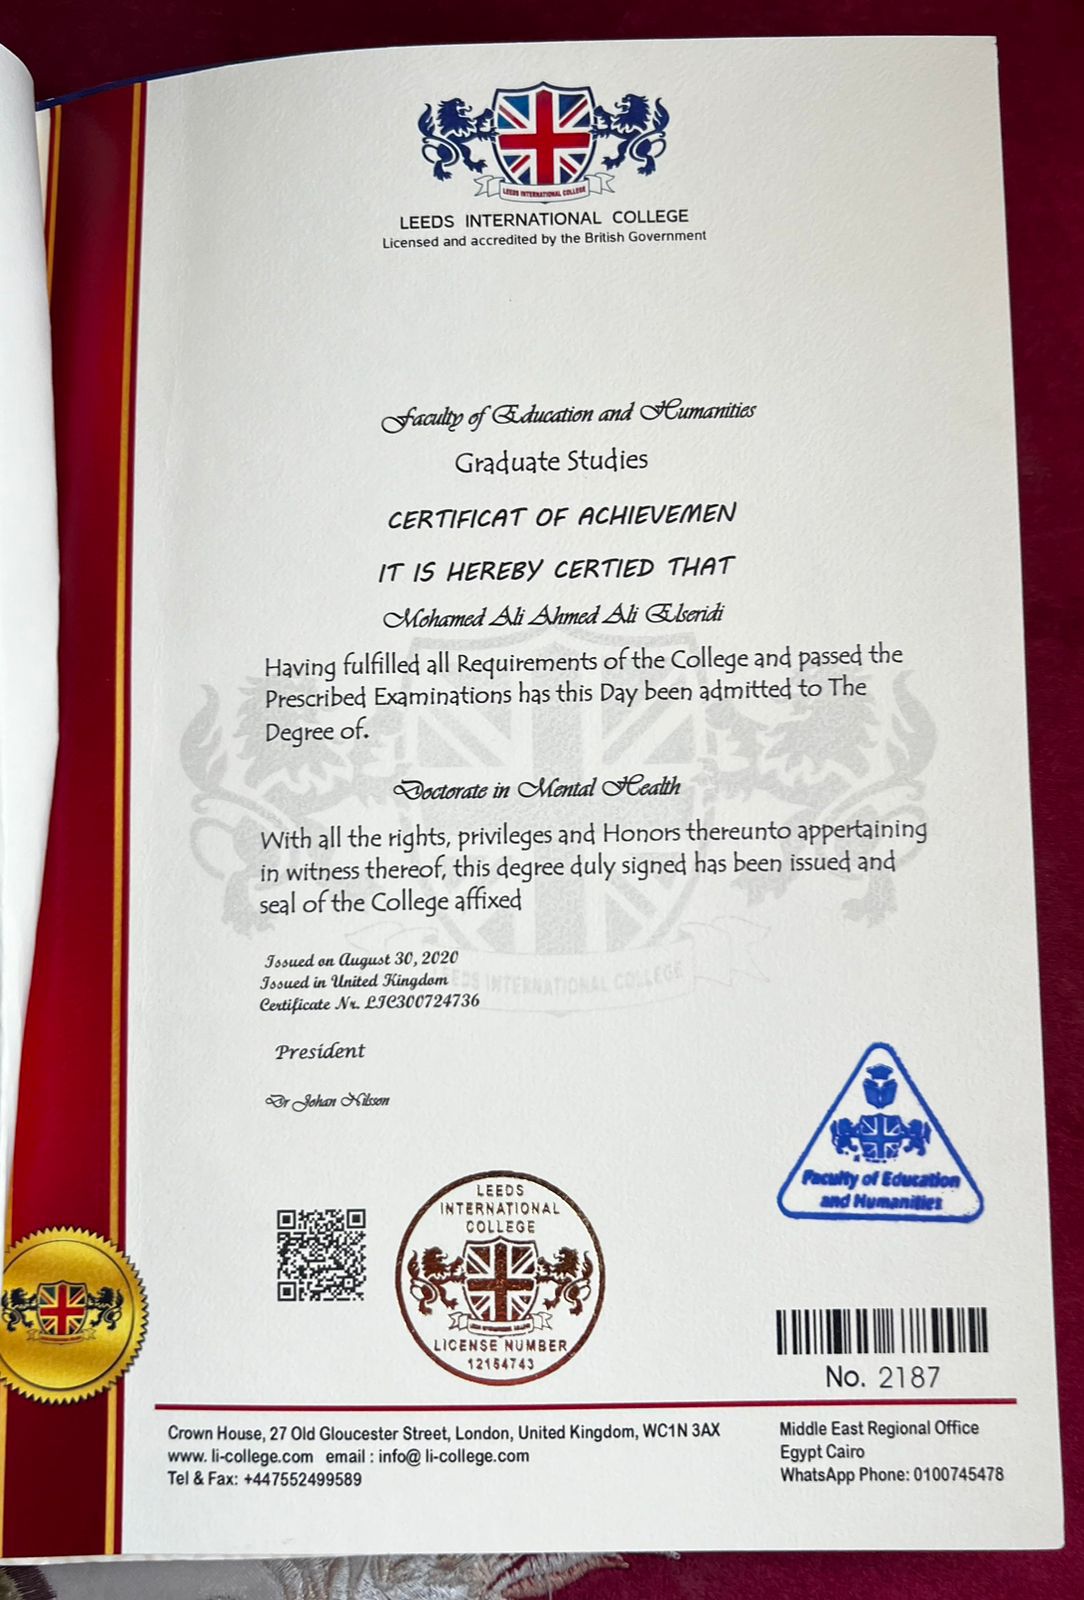 LEEDS INTERNATIONAL COLLEGE
LEEDS INTERNATIONAL COLLEGE
Licensed and accredited by the British Government
Faculty of Education and Humanities
Graduate Studies
CERTIFICAT OF ACHIEVEMEN
IT IS HEREBY CERTIED THAT
Mohamed Ali Ahmed Ali Elseridi
Having fulfilled all Requirements of the College and passed the
Prescribed Examinations has this Day been admitted to The
Degree of.
Doctorate in Mental Health
With all the rights, privileges and Honors thereunto appertaining
in witness thereof, this degree duly signed has been issued and
seal of the College affixed
Issued on August 30, 2020
Issued in United Kingdom
Certificate Nr. LIC300724736
LEEDS INTERNATIONAL COLLEGE
President
Dr Johan Nilsson
Faculty of Education
and Humanities
LEEDS
INTERNATIONAL
COLLEGE
LICENSE NUMBER
12154743
No. 2187
Crown House, 27 Old Gloucester Street, London, United Kingdom, WC1N 3AX
www. li-college.com email : info@ li-college.com
Tel & Fax: +447552499589
Middle East Regional Office
Egypt Cairo
WhatsApp Phone: 0100745478